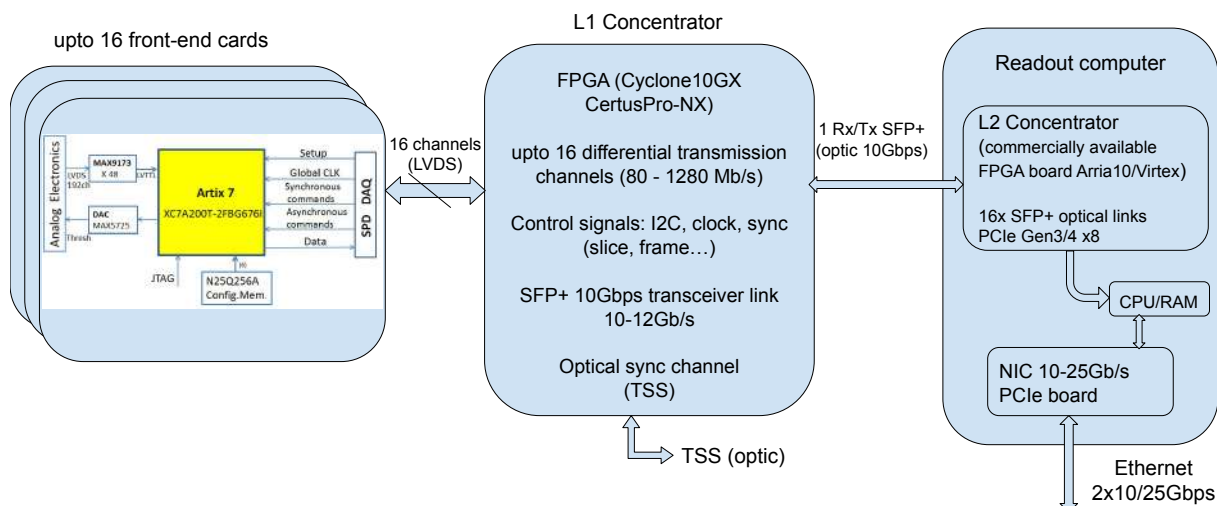 upto 16 front-end cards
Analog Electronics
LVDS
192ch
MAX9173
X 48
LVTTL
DAC
MAX5725
Thresh
Artix 7
XC7A200T-2FBG676I
JTAG
N25Q256A
Config.Mem.
Setup
Global CLK
Synchronous
commands
Asynchronous
commands
Data
SPD DAQ
16 channels
(LVDS)
L1 Concentrator
FPGA (Cyclone10GX
CertusPro-NX)
upto 16 differential transmission
channels (80 - 1280 Mb/s)
Control signals: I2C, clock, sync
(slice, frame…)
SFP+ 10Gbps transceiver link
10-12Gb/s
Optical sync channel
(TSS)
TSS (optic)
1 Rx/Tx SFP+
(optic 10Gbps)
Readout computer
L2 Concentrator
(commercially available
FPGA board Arria10/Virtex)
16x SFP+ optical links
PCIe Gen3/4 x8
CPU/RAM
NIC 10-25Gb/s
PCIe board
Ethernet
2x10/25Gbps